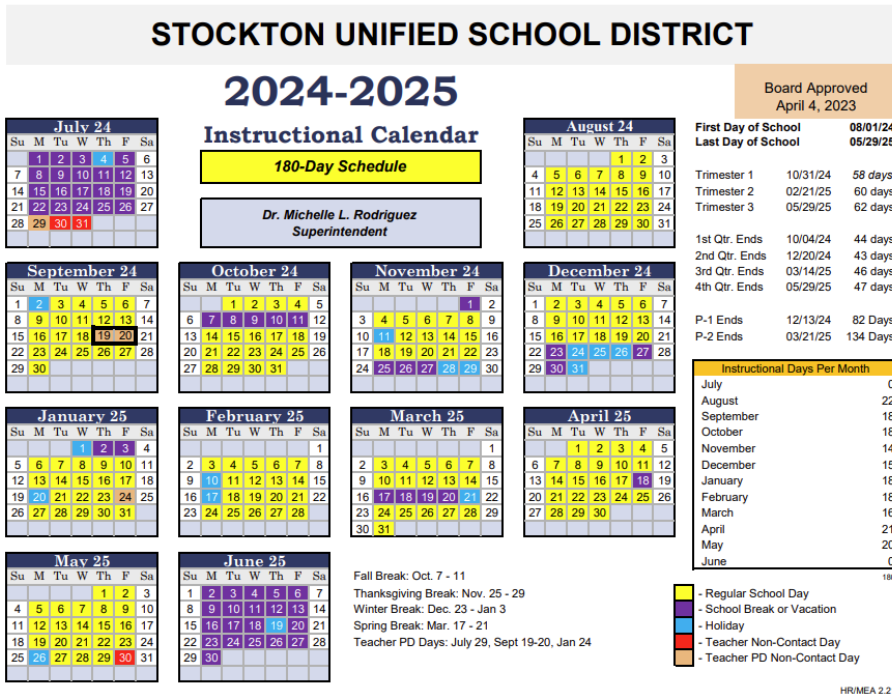 STOCKTON UNIFIED SCHOOL DISTRICT
2024-2025
Instructional Calendar
180-Day Schedule
Dr. Michelle L. Rodriguez
Superintendent
Board Approved
April 4, 2023
First Day of School 08/01/24
Last Day of School 05/29/25
Trimester 1 10/31/24 58 days
Trimester 2 02/21/25 60 days
Trimester 3 05/29/25 62 days
1st Qtr. Ends 10/04/24 44 days
2nd Qtr. Ends 12/20/24 43 days
3rd Qtr. Ends 03/14/25 46 days
4th Qtr. Ends 05/29/25 47 days
P-1 Ends 12/13/24 82 Days
P-2 Ends 03/21/25 134 Days
July 24
Su M Tu W Th F Sa
1 2 3 4 5 6
7 8 9 10 11 12 13
14 15 16 17 18 19 20
21 22 23 24 25 26 27
28 29 30 31
August 24
Su M Tu W Th F Sa
1 2 3
4 5 6 7 8 9 10
11 12 13 14 15 16 17
18 19 20 21 22 23 24
25 26 27 28 29 30 31
September 24
Su M Tu W Th F Sa
1 2 3 4 5 6 7
8 9 10 11 12 13 14
15 16 17 18 19 20 21
22 23 24 25 26 27 28
29 30
October 24
Su M Tu W Th F Sa
1 2 3 4 5
6 7 8 9 10 11 12
13 14 15 16 17 18 19
20 21 22 23 24 25 26
27 28 29 30 31
November 24
Su M Tu W Th F Sa
1 2
3 4 5 6 7 8 9
10 11 12 13 14 15 16
17 18 19 20 21 22 23
24 25 26 27 28 29 30
December 24
Su M Tu W Th F Sa
1 2 3 4 5 6 7
8 9 10 11 12 13 14
15 16 17 18 19 20 21
22 23 24 25 26 27 28
29 30 31
January 25
Su M Tu W Th F Sa
1 2 3 4
5 6 7 8 9 10 11
12 13 14 15 16 17 18
19 20 21 22 23 24 25
26 27 28 29 30 31
February 25
Su M Tu W Th F Sa
1
2 3 4 5 6 7 8
9 10 11 12 13 14 15
16 17 18 19 20 21 22
23 24 25 26 27 28
March 25
Su M Tu W Th F Sa
1
2 3 4 5 6 7 8
9 10 11 12 13 14 15
16 17 18 19 20 21 22
23 24 25 26 27 28 29
30 31
April 25
Su M Tu W Th F Sa
1 2 3 4 5
6 7 8 9 10 11 12
13 14 15 16 17 18 19
20 21 22 23 24 25 26
27 28 29 30
May 25
Su M Tu W Th F Sa
1 2 3
4 5 6 7 8 9 10
11 12 13 14 15 16 17
18 19 20 21 22 23 24
25 26 27 28 29 30 31
June 25
Su M Tu W Th F Sa
1 2 3 4 5 6 7
8 9 10 11 12 13 14
15 16 17 18 19 20 21
22 23 24 25 26 27 28
29 30
Instructional Days Per Month
July 0
August 22
September 18
October 18
November 14
December 15
January 18
February 18
March 16
April 21
May 20
June 0
180
Fall Break: Oct. 7 - 11
Thanksgiving Break: Nov. 25 - 29
Winter Break: Dec. 23 - Jan 3
Spring Break: Mar. 17 - 21
Teacher PD Days: July 29, Sept 19-20, Jan 24
- Regular School Day
- School Break or Vacation
- Holiday
- Teacher Non-Contact Day
- Teacher PD Non-Contact Day
HR/MEA 2.2